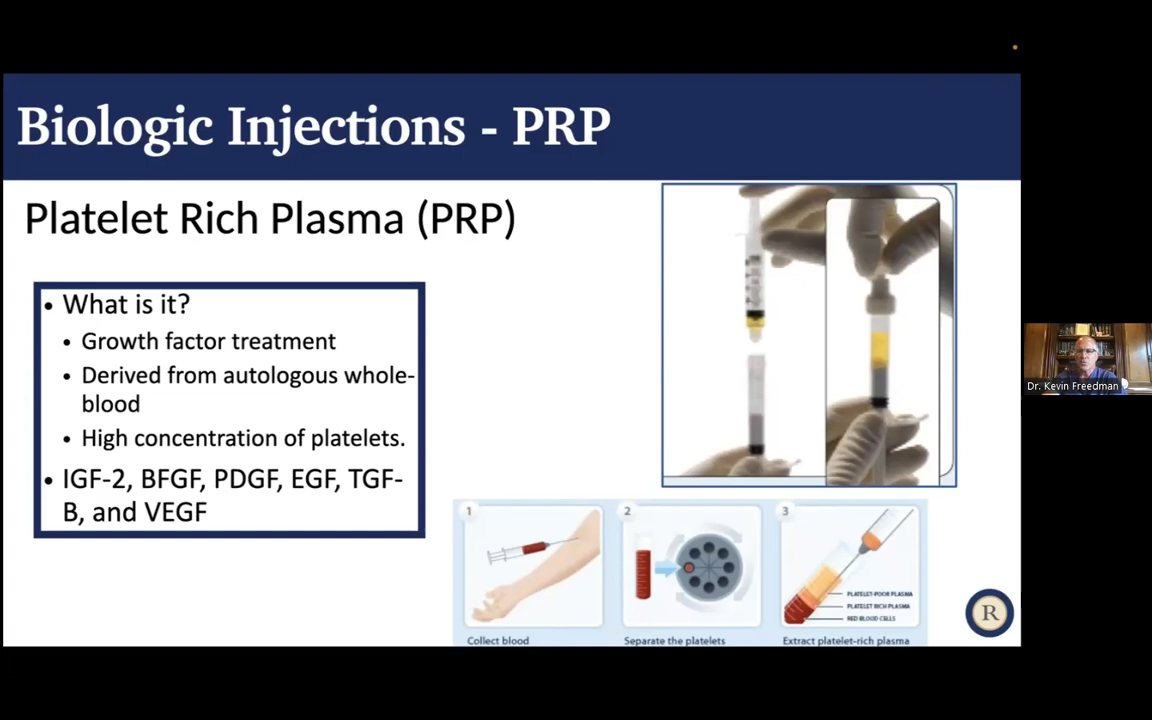 Biologic Injections - PRP
Platelet Rich Plasma (PRP)
• What is it?
• Growth factor treatment
• Derived from autologous whole-
blood
• High concentration of platelets.
• IGF-2, BFGF, PDGF, EGF, TGF-
B, and VEGF
1
2
3
PLATELET-POOR PLASMA
PLATELET RICH PLASMA
RED BLOOD CELLS
Collect blood
Separate the platelets
Extract platelet-rich plasma
R
Dr. Kevin Freedman